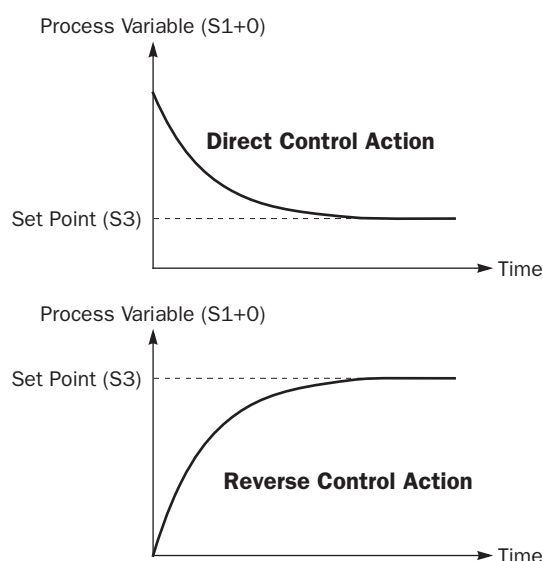 Process Variable (S1+0)
Direct Control Action
Set Point (S3)
Time
Process Variable (S1+0)
Set Point (S3)
Reverse Control Action
Time